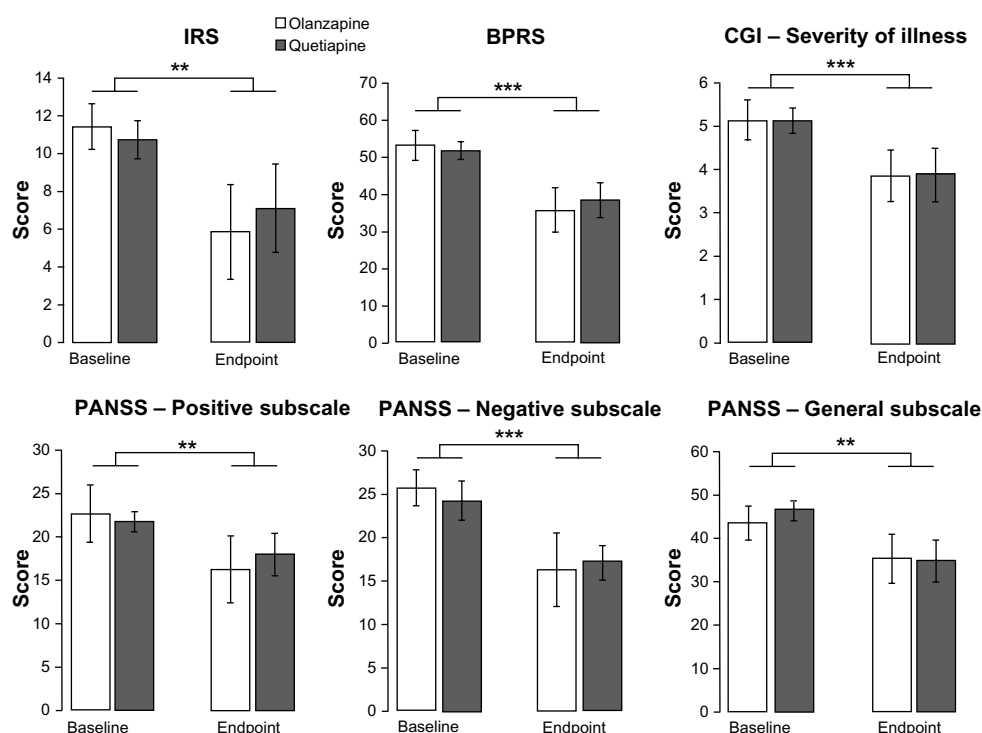 Olanzapine
Quetiapine
IRS
**
14
12
10
8
6
4
2
0
Score
Baseline
Endpoint
BPRS
***
70
60
50
40
30
20
10
0
Score
Baseline
Endpoint
CGI – Severity of illness
***
6
5
4
3
2
1
0
Score
Baseline
Endpoint
PANSS – Positive subscale
**
30
25
20
15
10
5
0
Score
Baseline
Endpoint
PANSS – Negative subscale
***
30
25
20
15
10
5
0
Score
Baseline
Endpoint
PANSS – General subscale
**
60
50
40
30
20
10
0
Score
Baseline
Endpoint